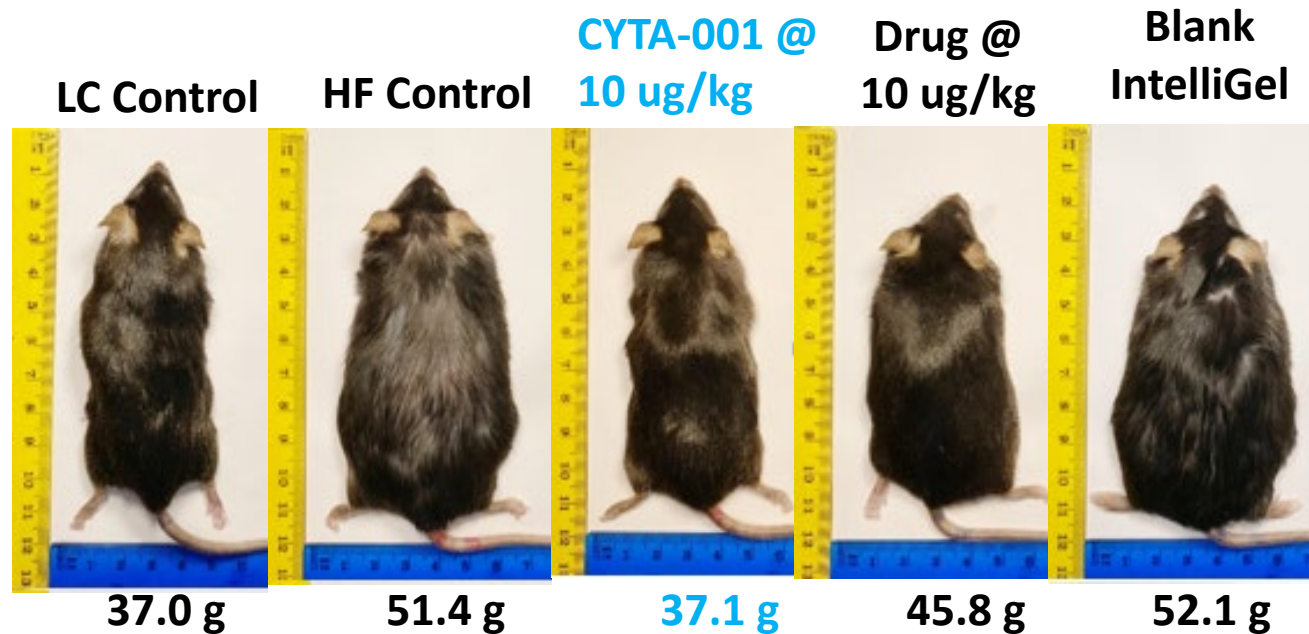 LC Control
HF Control
CYTA-001 @
10 ug/kg
Drug @
10 ug/kg
Blank
IntelliGel
37.0 g
51.4 g
37.1 g
45.8 g
52.1 g